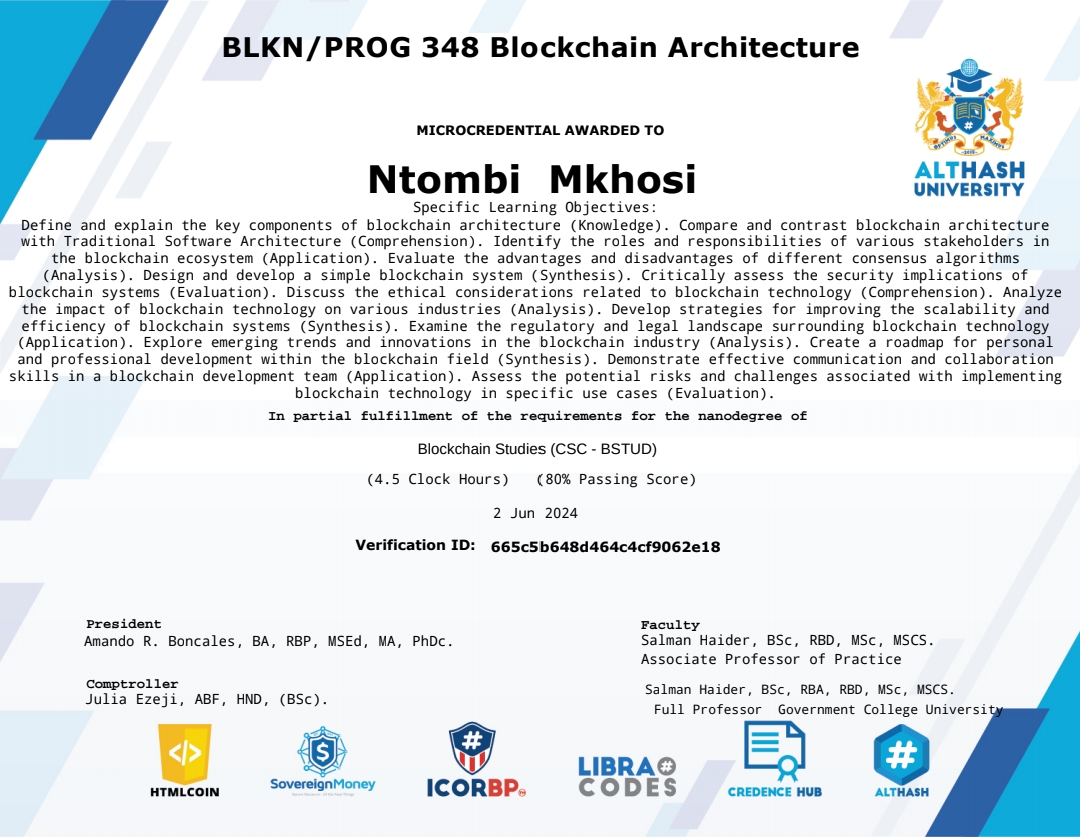 BLKN/PROG 348 Blockchain Architecture
MICROCREDENTIAL AWARDED TO
Ntombi Mkhosi
OPTIMUS MAXIMUS
ALTHASH
UNIVERSITY
Specific Learning Objectives:
Define and explain the key components of blockchain architecture (Knowledge). Compare and contrast blockchain architecture
with Traditional Software Architecture (Comprehension). Identify the roles and responsibilities of various stakeholders in
the blockchain ecosystem (Application). Evaluate the advantages and disadvantages of different consensus algorithms
(Analysis). Design and develop a simple blockchain system (Synthesis). Critically assess the security implications of
blockchain systems (Evaluation). Discuss the ethical considerations related to blockchain technology (Comprehension). Analyze
the impact of blockchain technology on various industries (Analysis). Develop strategies for improving the scalability and
efficiency of blockchain systems (Synthesis). Examine the regulatory and legal landscape surrounding blockchain technology
(Application). Explore emerging trends and innovations in the blockchain industry (Analysis). Create a roadmap for personal
and professional development within the blockchain field (Synthesis). Demonstrate effective communication and collaboration
skills in a blockchain development team (Application). Assess the potential risks and challenges associated with implementing
blockchain technology in specific use cases (Evaluation).
In partial fulfillment of the requirements for the nanodegree of
Blockchain Studies (CSC - BSTUD)
(4.5 Clock Hours) (80% Passing Score)
2 Jun 2024
Verification ID: 665c5b648d464c4cf9062e18
President
Amando R. Boncales, BA, RBP, MSEd, MA, PhDc.
Comptroller
Julia Ezeji, ABF, HND, (BSc).
Faculty
Salman Haider, BSc, RBD, MSc, MSCS.
Associate Professor of Practice
Salman Haider, BSc, RBA, RBD, MSc, MSCS.
Full Professor Government College University
HTMLCOIN
SovereignMoney
ICORBP
LIBRA#
CODES
CREDENCE HUB
ALTHASH